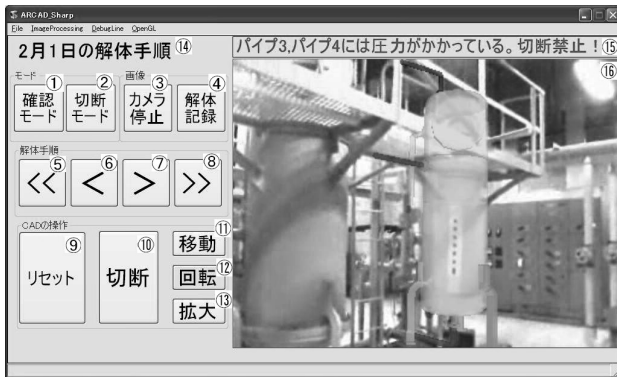 ARCAD_Sharp
File ImageProcessing DebugLine OpenGL
2月1日の解体手順 ⑭
パイプ3,パイプ4には圧力がかかっている。切断禁止！ ⑮
モード
画像
① 確認モード
② 切断モード
③ カメラ停止
④ 解体記録
⑯
解体手順
⑤ <<
⑥ <
⑦ >
⑧ >>
CADの操作
⑨ リセット
⑩ 切断
⑪ 移動
⑫ 回転
⑬ 拡大